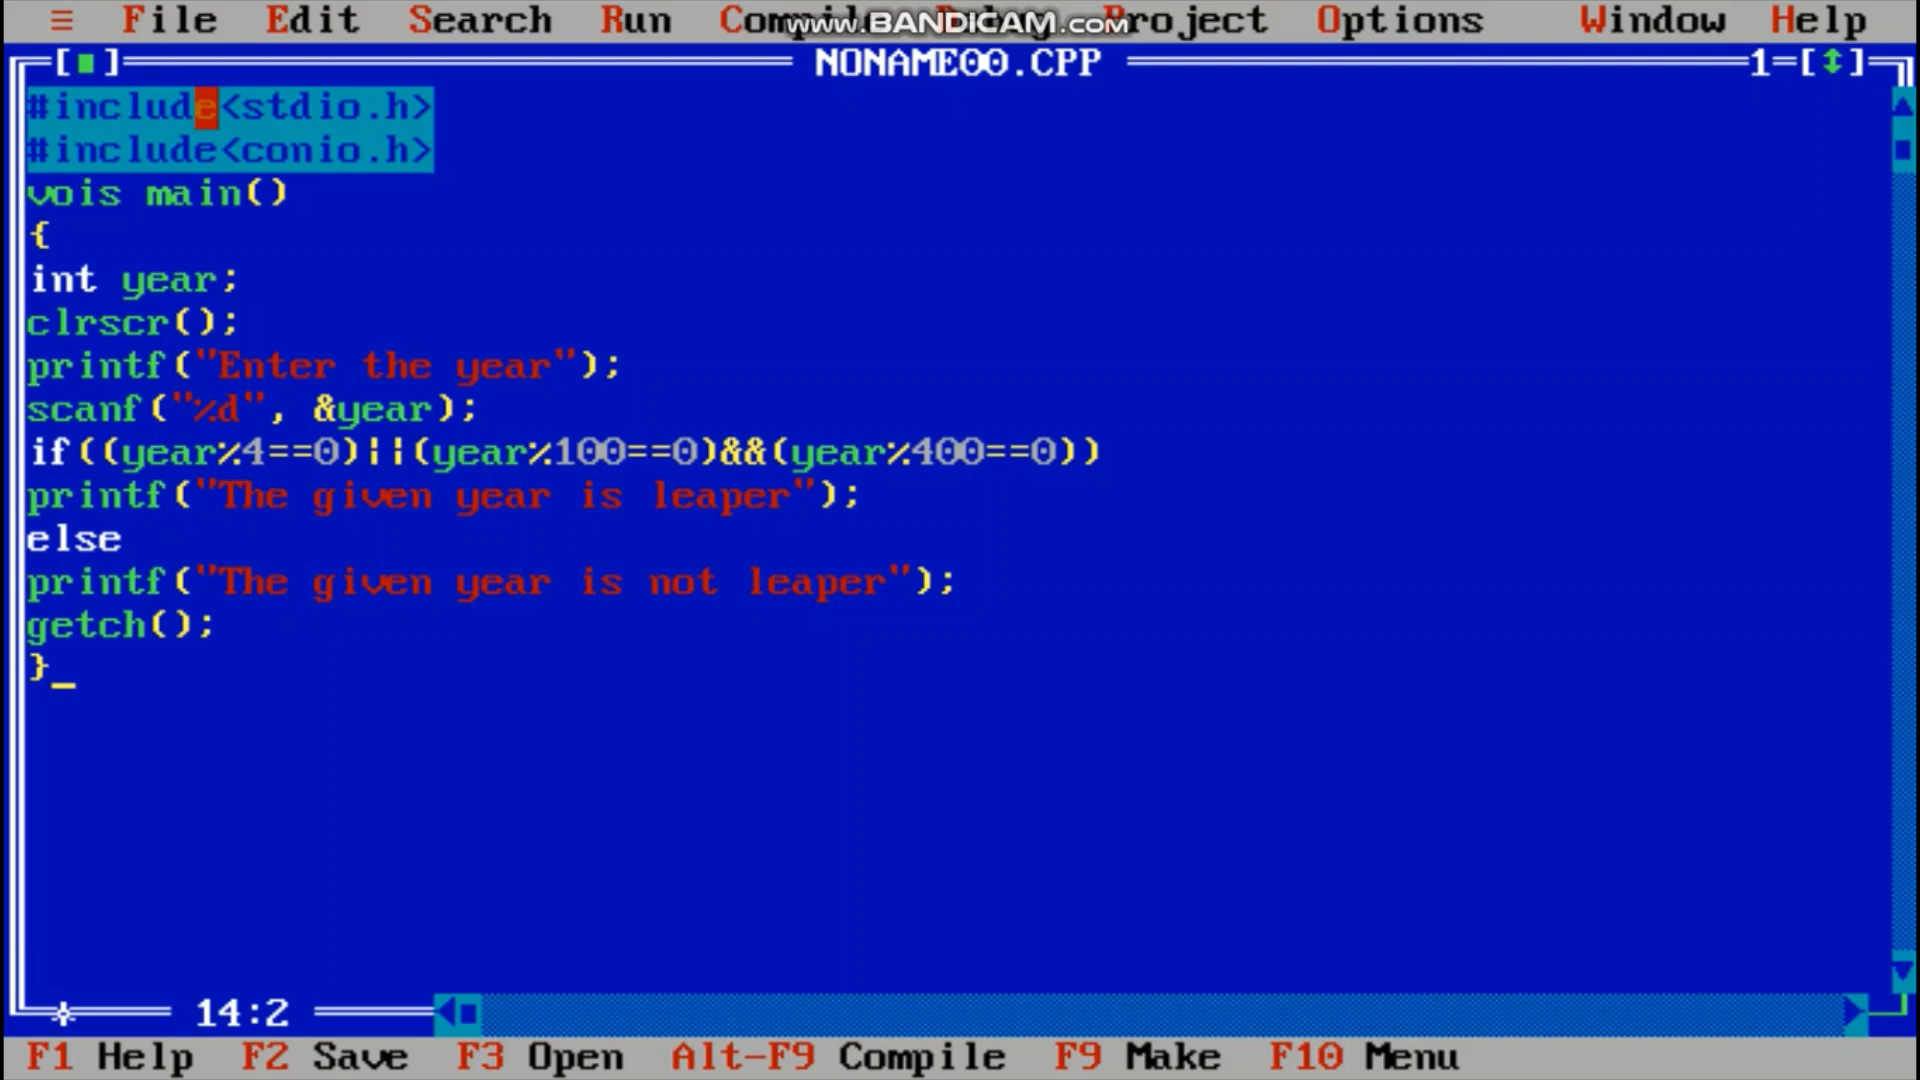 ≡ File Edit Search Run Compile Debug Project Options Window Help
www.BANDICAM.com
[■] NONAME00.CPP 1=[↕]
#include<stdio.h>
#include<conio.h>
vois main()
{
int year;
clrscr();
printf("Enter the year");
scanf("%d", &year);
if((year%4==0)||(year%100==0)&&(year%400==0))
printf("The given year is leaper");
else
printf("The given year is not leaper");
getch();
}_
14:2
F1 Help F2 Save F3 Open Alt-F9 Compile F9 Make F10 Menu